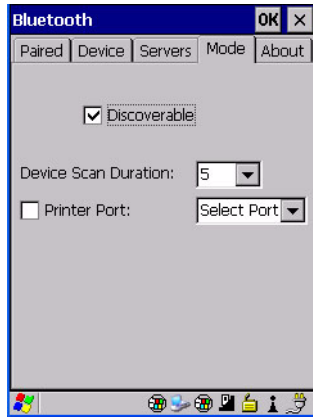 Bluetooth OK ×
Paired Device Servers Mode About
Discoverable
Device Scan Duration: 5
Printer Port: Select Port